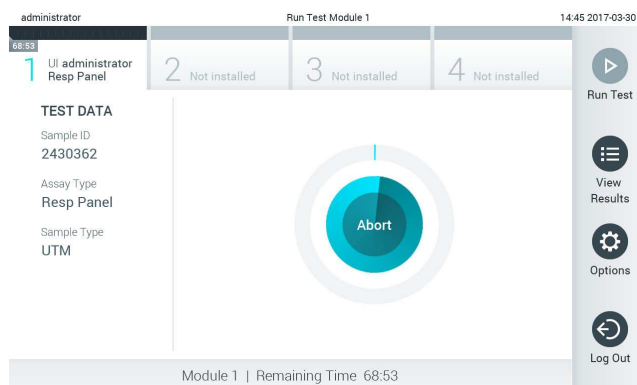 administrator
Run Test Module 1
14:45 2017-03-30
68:53
1
UI administrator
Resp Panel
2 Not installed
3 Not installed
4 Not installed
TEST DATA
Sample ID
2430362
Assay Type
Resp Panel
Sample Type
UTM
Abort
Run Test
View
Results
Options
Log Out
Module 1 | Remaining Time 68:53